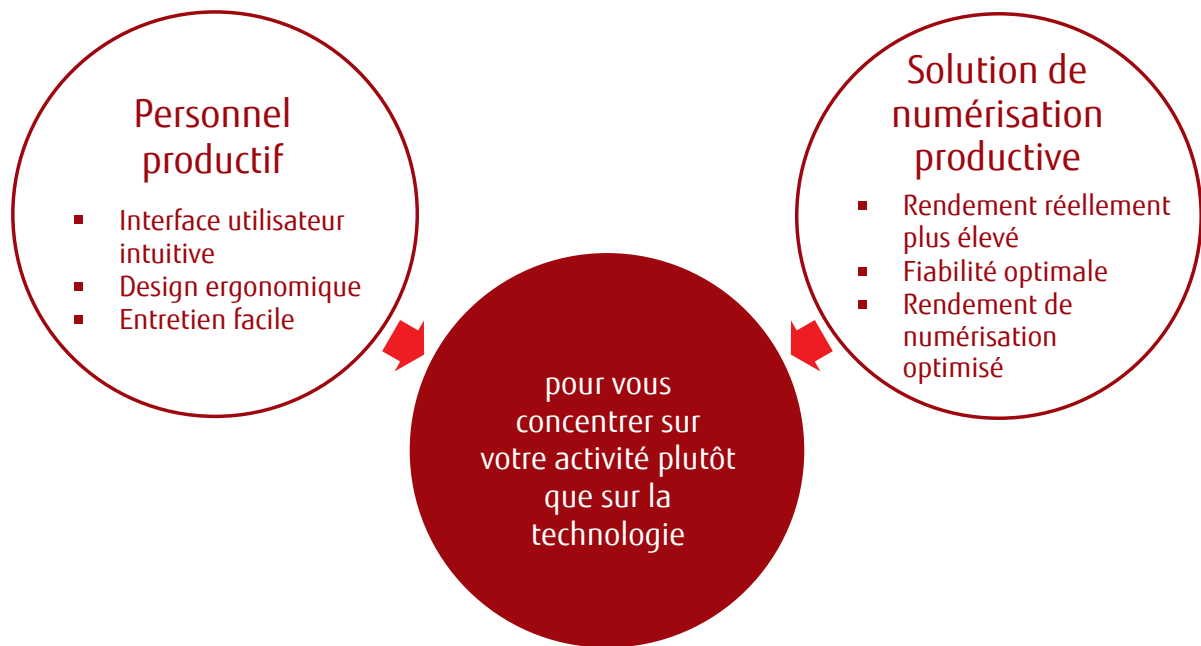 Personnel
productif
▪ Interface utilisateur
intuitive
▪ Design ergonomique
▪ Entretien facile
Solution de
numérisation
productive
▪ Rendement réellement
plus élevé
▪ Fiabilité optimale
▪ Rendement de
numérisation
optimisé
pour vous
concentrer sur
votre activité plutôt
que sur la
technologie